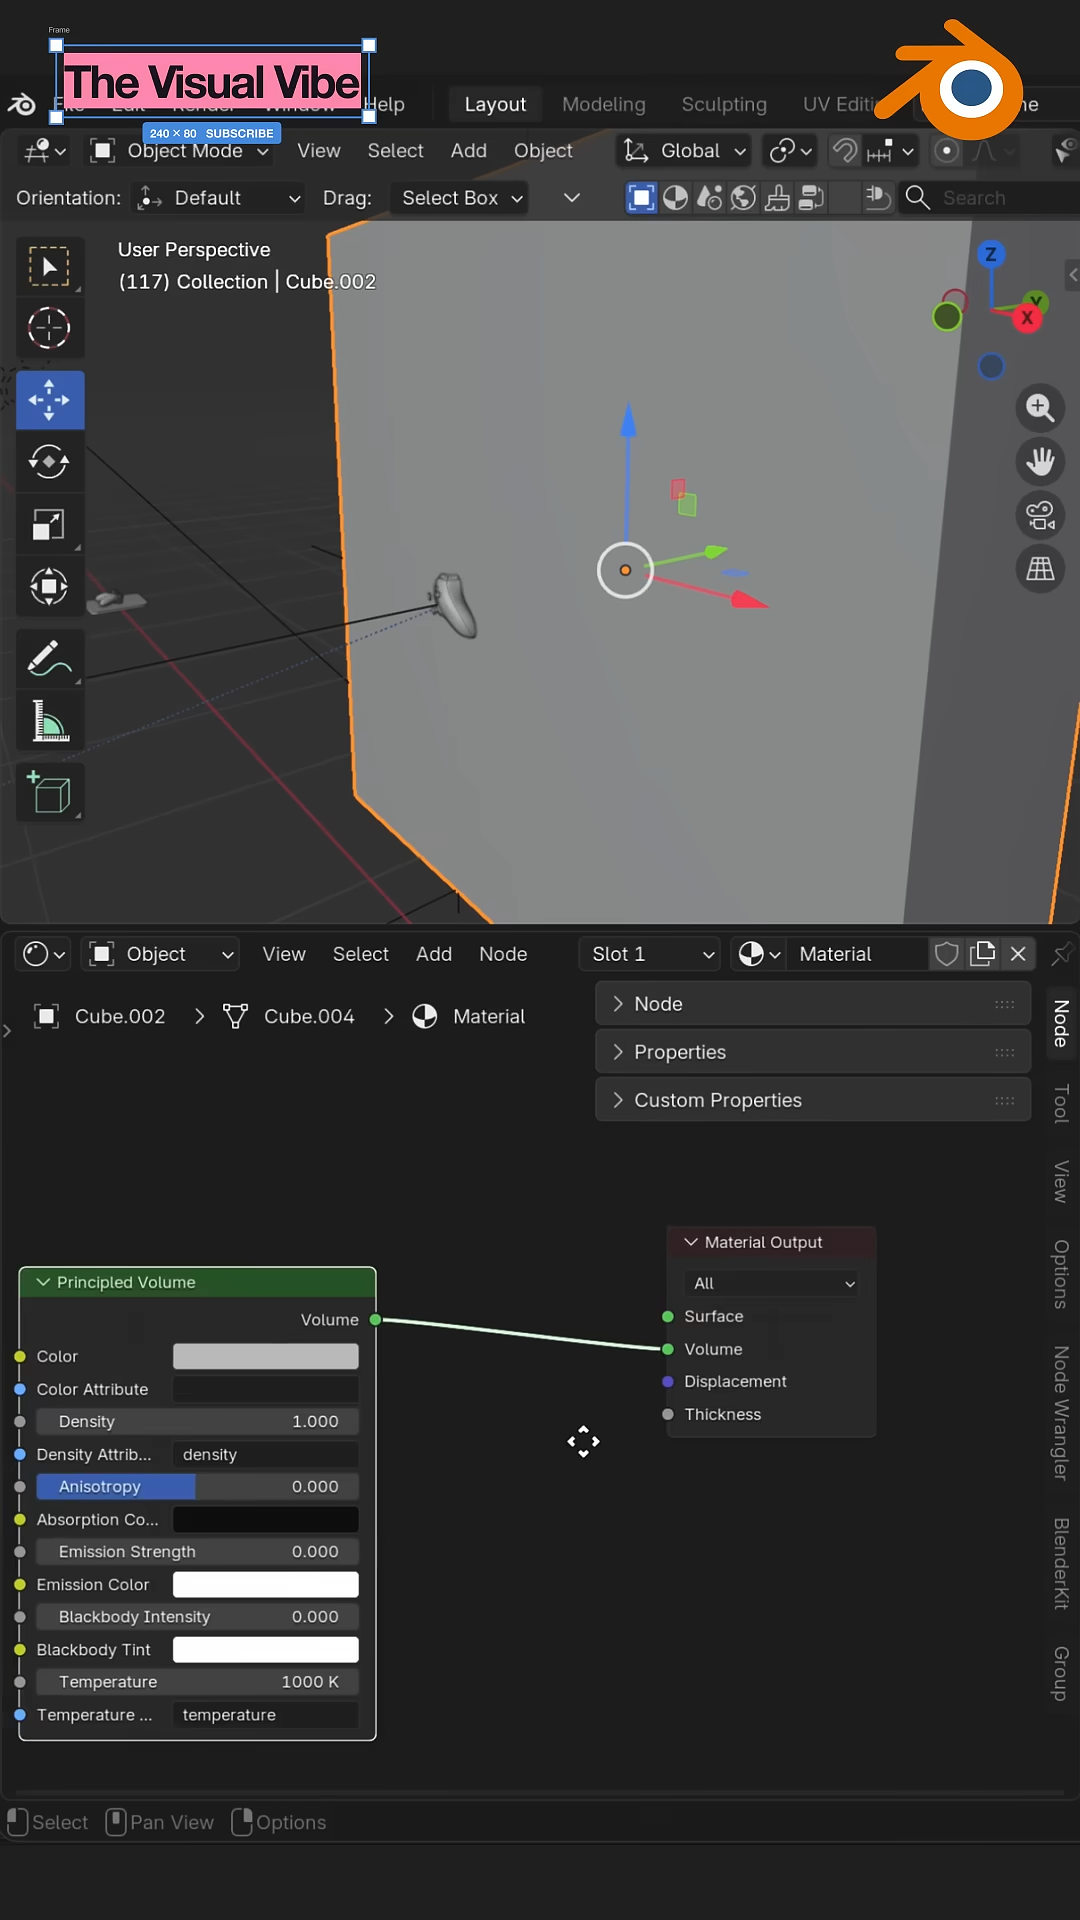 Frame
The Visual Vibe
240 × 80 SUBSCRIBE
File Edit Render Window Help Layout Modeling Sculpting UV Editi
Object Mode View Select Add Object Global
Orientation: Default Drag: Select Box Search
User Perspective
(117) Collection | Cube.002
Z
Y
X
Object View Select Add Node Slot 1 Material
Cube.002 > Cube.004 > Material
Node
Properties
Custom Properties
Node
Tool
View
Options
Node Wrangler
BlenderKit
Group
Material Output
All
Surface
Volume
Displacement
Thickness
Principled Volume
Volume
Color
Color Attribute
Density 1.000
Density Attrib... density
Anisotropy 0.000
Absorption Co...
Emission Strength 0.000
Emission Color
Blackbody Intensity 0.000
Blackbody Tint
Temperature 1000 K
Temperature ... temperature
Select Pan View Options